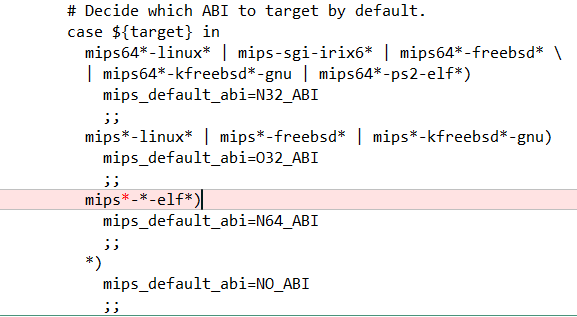 # Decide which ABI to target by default.
case ${target} in
mips64*-linux* | mips-sgi-irix6* | mips64*-freebsd* \
| mips64*-kfreebsd*-gnu | mips64*-ps2-elf*)
mips_default_abi=N32_ABI
;;
mips*-linux* | mips*-freebsd* | mips*-kfreebsd*-gnu)
mips_default_abi=O32_ABI
;;
mips*-*-elf*)
mips_default_abi=N64_ABI
;;
*)
mips_default_abi=NO_ABI
;;